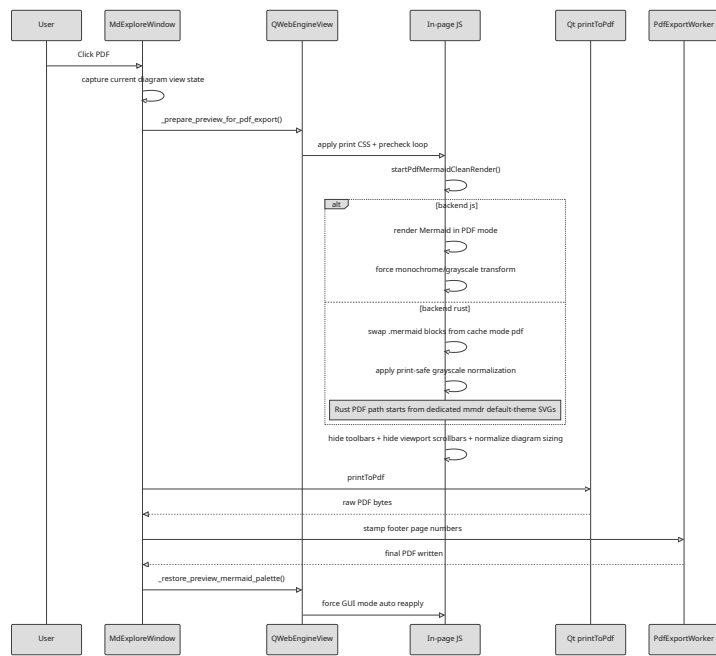 User
MdExploreWindow
QWebEngineView
In-page JS
Qt printToPdf
PdfExportWorker
Click PDF
capture current diagram view state
_prepare_preview_for_pdf_export()
apply print CSS + precheck loop
startPdfMermaidCleanRender()
alt
[backend js]
render Mermaid in PDF mode
force monochrome/grayscale transform
[backend rust]
swap .mermaid blocks from cache mode pdf
apply print-safe grayscale normalization
Rust PDF path starts from dedicated mmdr default-theme SVGs
hide toolbars + hide viewport scrollbars + normalize diagram sizing
printToPdf
raw PDF bytes
stamp footer page numbers
final PDF written
_restore_preview_mermaid_palette()
force GUI mode auto reapply
User
MdExploreWindow
QWebEngineView
In-page JS
Qt printToPdf
PdfExportWorker